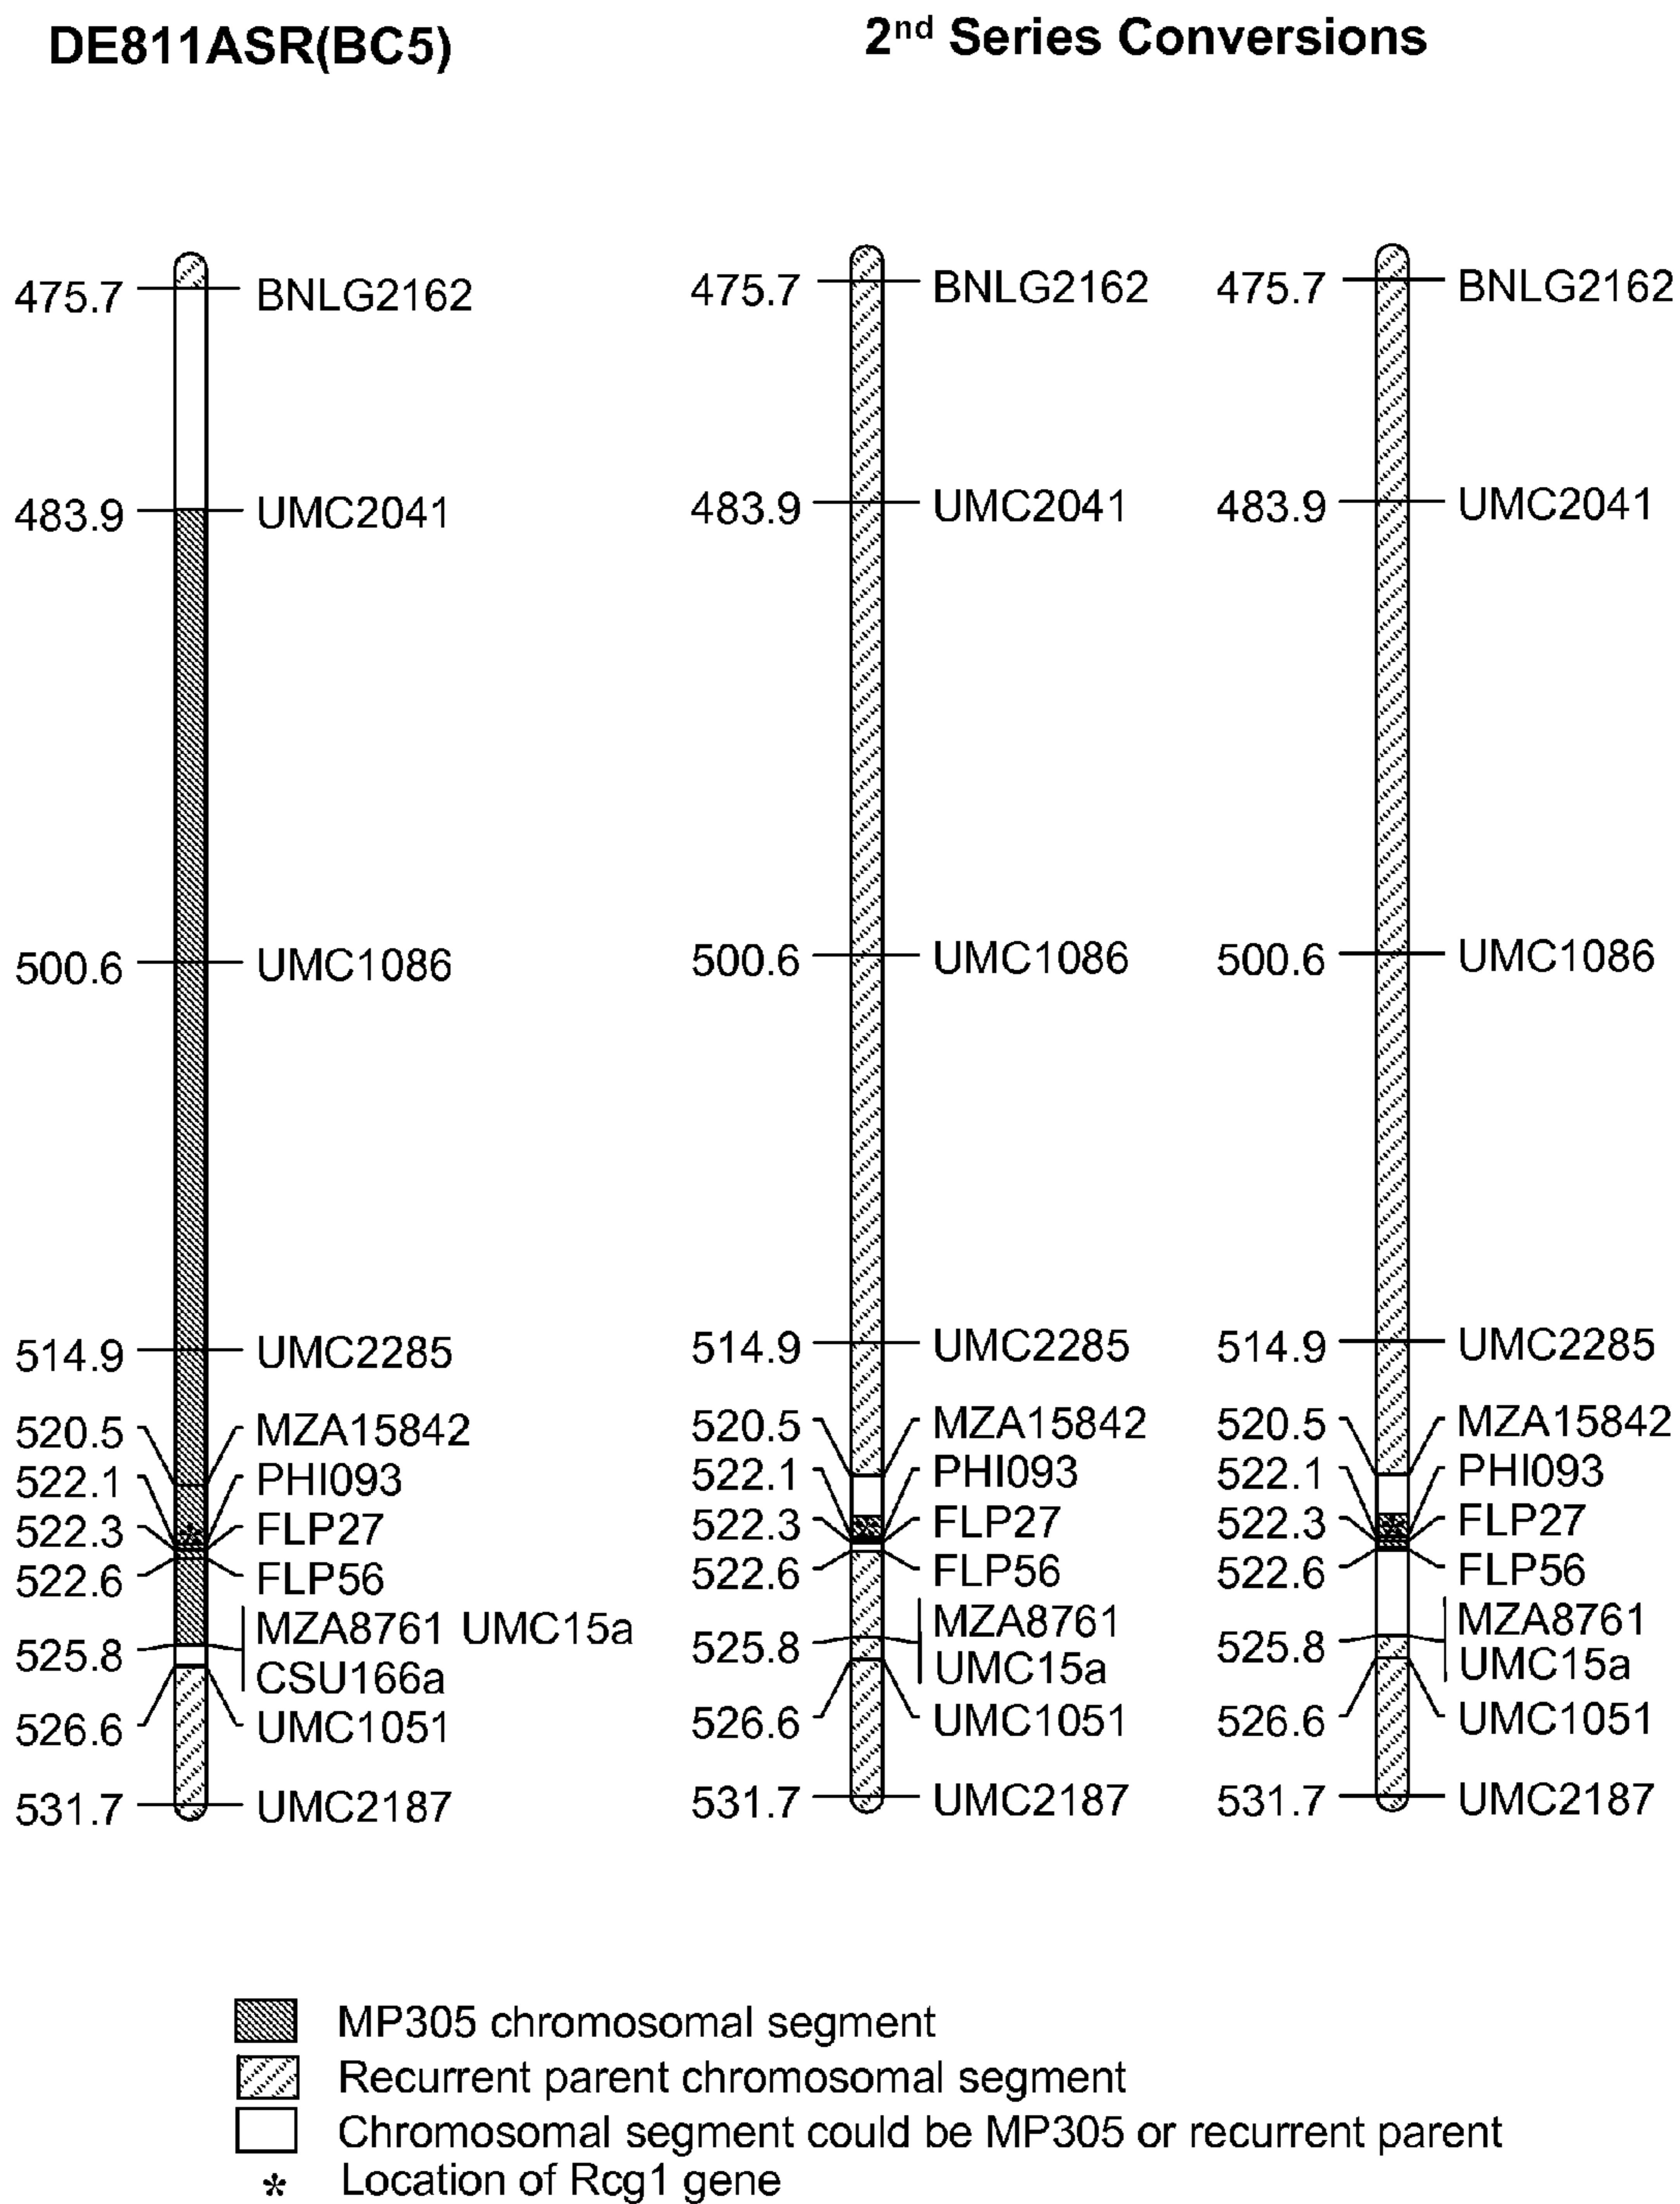 DE811ASR(BC5)
2nd Series Conversions
475.7 BNLG2162
483.9 UMC2041
500.6 UMC1086
514.9 UMC2285
520.5 MZA15842
522.1 PHI093
522.3 FLP27
522.6 FLP56
525.8 MZA8761 UMC15a
CSU166a
526.6 UMC1051
531.7 UMC2187
475.7 BNLG2162
483.9 UMC2041
500.6 UMC1086
514.9 UMC2285
520.5 MZA15842
522.1 PHI093
522.3 FLP27
522.6 FLP56
525.8 MZA8761
UMC15a
526.6 UMC1051
531.7 UMC2187
475.7 BNLG2162
483.9 UMC2041
500.6 UMC1086
514.9 UMC2285
520.5 MZA15842
522.1 PHI093
522.3 FLP27
522.6 FLP56
525.8 MZA8761
UMC15a
526.6 UMC1051
531.7 UMC2187
MP305 chromosomal segment
Recurrent parent chromosomal segment
Chromosomal segment could be MP305 or recurrent parent
* Location of Rcg1 gene